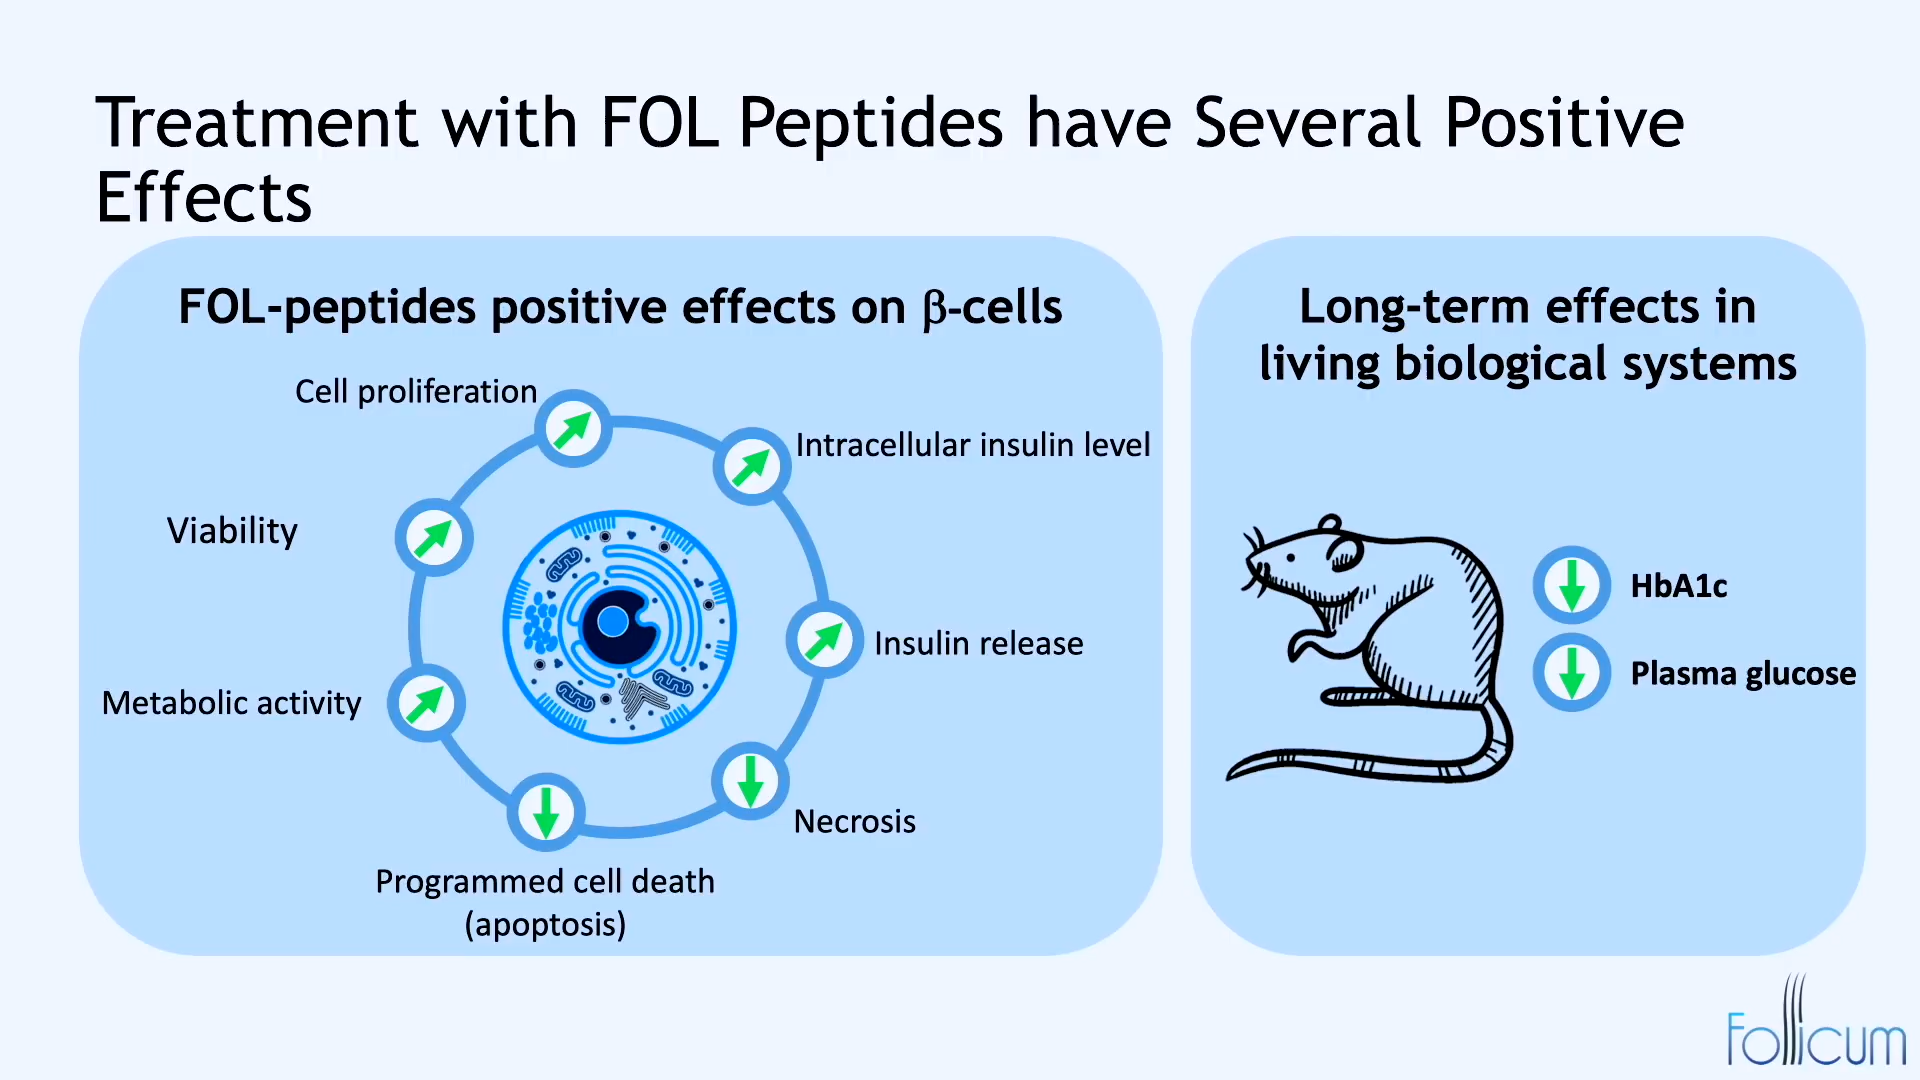 Treatment with FOL Peptides have Several Positive
Effects
FOL-peptides positive effects on β-cells
Cell proliferation
Intracellular insulin level
Viability
Insulin release
Metabolic activity
Necrosis
Programmed cell death
(apoptosis)
Long-term effects in
living biological systems
HbA1c
Plasma glucose
Follicum